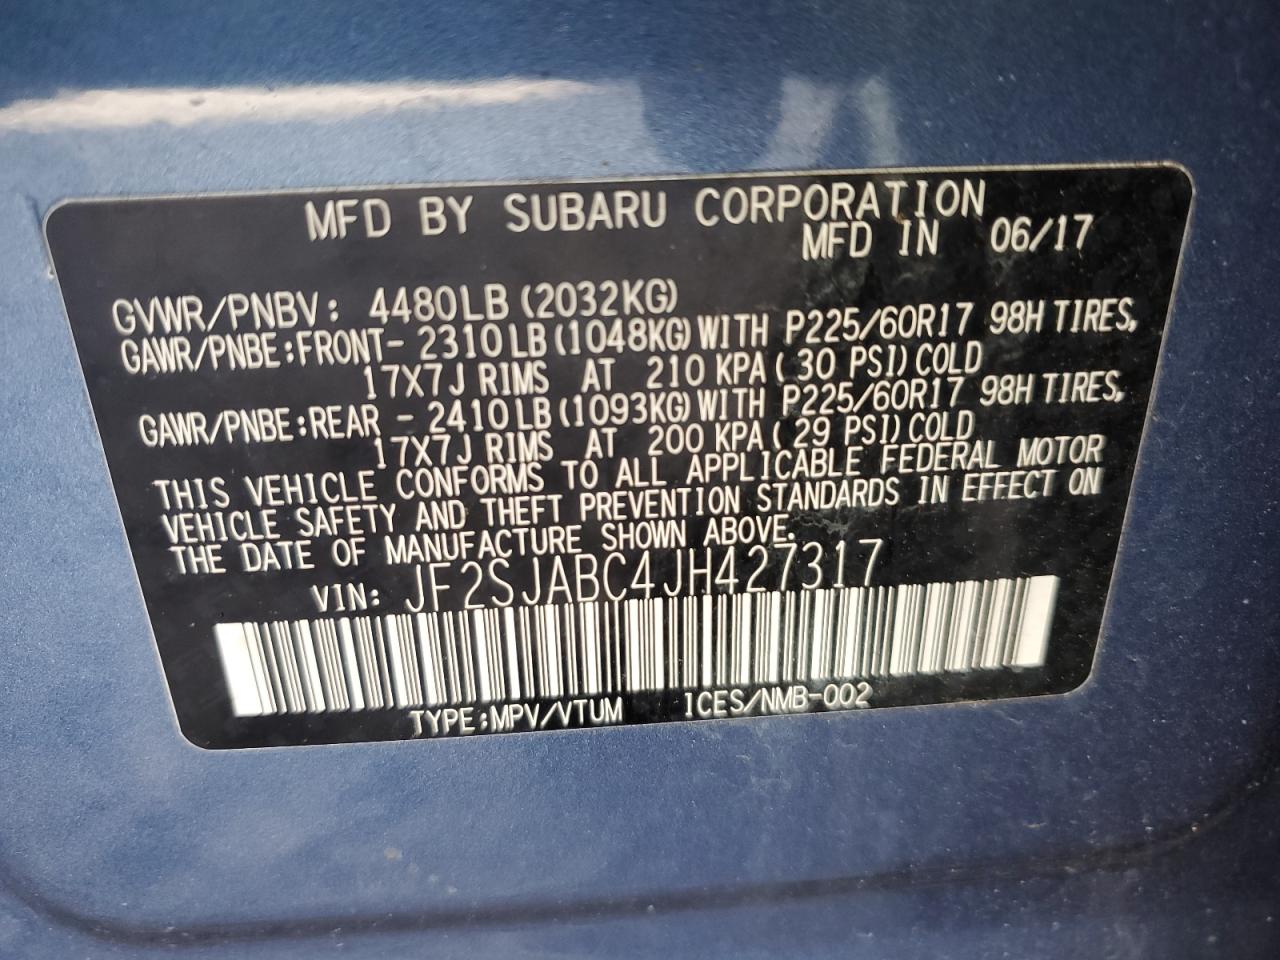 MFD BY SUBARU CORPORATION
MFD IN 06/17
GVWR/PNBV: 4480LB (2032KG)
GAWR/PNBE:FRONT- 2310LB (1048KG) WITH P225/60R17 98H TIRES,
17X7J RIMS AT 210 KPA ( 30 PSI) COLD
GAWR/PNBE:REAR - 2410LB (1093KG) WITH P225/60R17 98H TIRES,
17X7J RIMS AT 200 KPA ( 29 PSI) COLD
THIS VEHICLE CONFORMS TO ALL APPLICABLE FEDERAL MOTOR
VEHICLE SAFETY AND THEFT PREVENTION STANDARDS IN EFFECT ON
THE DATE OF MANUFACTURE SHOWN ABOVE.
VIN: JF2SJABC4JH427317
TYPE:MPV/VTUM ICES/NMB-002